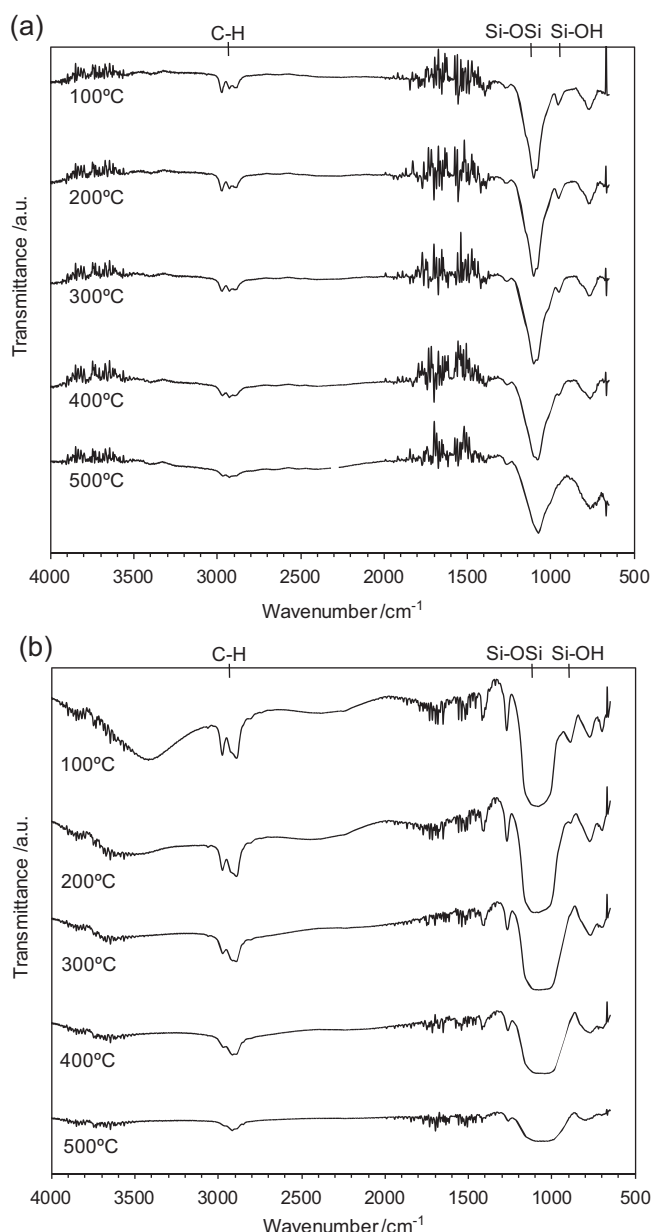 (a)
C-H Si-OSi Si-OH
100ºC
200ºC
300ºC
400ºC
500ºC
Transmittance /a.u.
4000 3500 3000 2500 2000 1500 1000 500
Wavenumber /cm⁻¹
(b)
C-H Si-OSi Si-OH
100ºC
200ºC
300ºC
400ºC
500ºC
Transmittance /a.u.
4000 3500 3000 2500 2000 1500 1000 500
Wavenumber /cm⁻¹